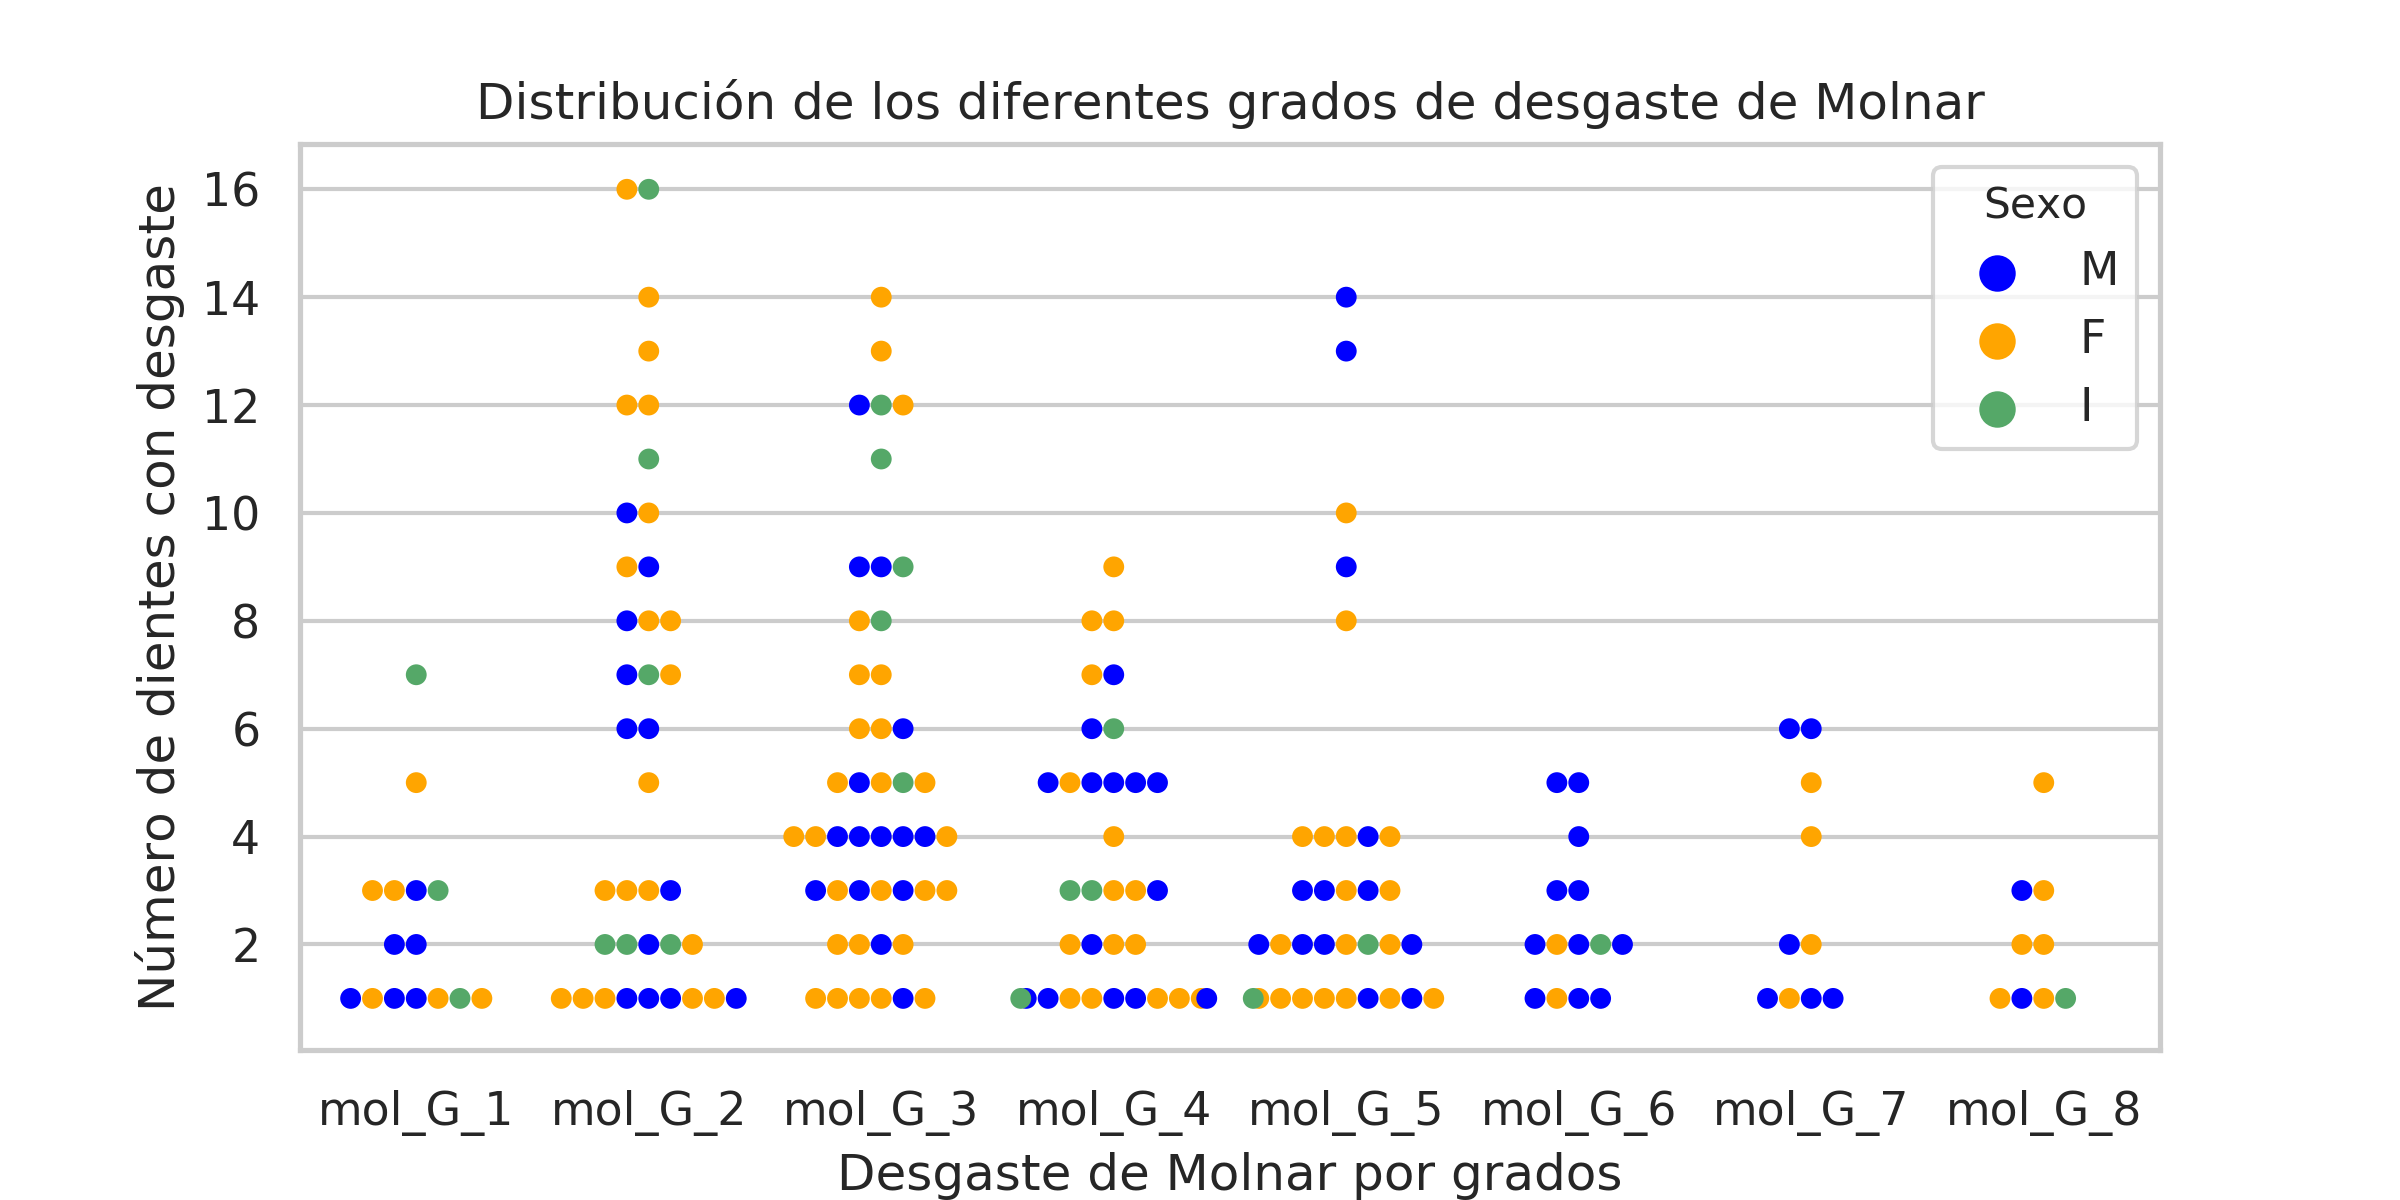 Distribución de los diferentes grados de desgaste de Molnar
Número de dientes con desgaste
16
14
12
10
8
6
4
2
Sexo
M
F
I
mol_G_1 mol_G_2 mol_G_3 mol_G_4 mol_G_5 mol_G_6 mol_G_7 mol_G_8
Desgaste de Molnar por grados